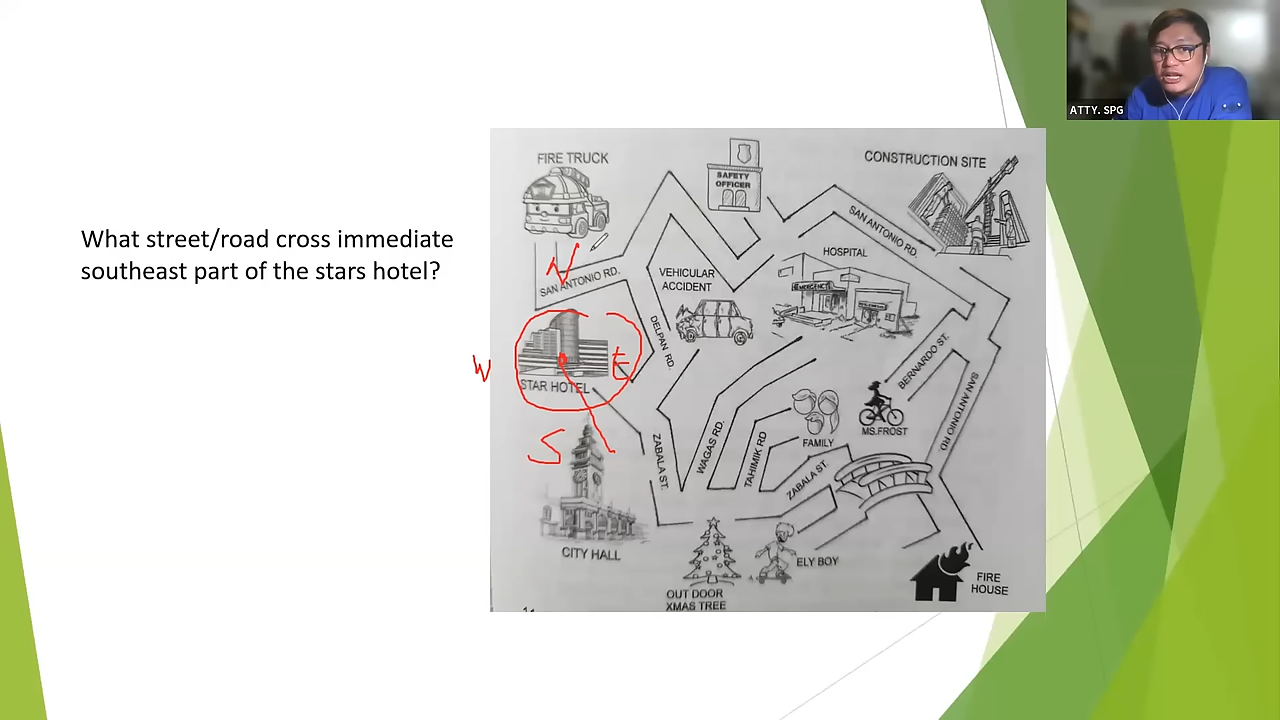 ATTY. SPG
What street/road cross immediate
southeast part of the stars hotel?
FIRE TRUCK
SAFETY
OFFICER
CONSTRUCTION SITE
SAN ANTONIO RD.
HOSPITAL
EMERGENCY
N
SAN ANTONIO RD.
VEHICULAR
ACCIDENT
DELPAN RD.
W
E
STAR HOTEL
BERNARDO ST.
SAN ANTONIO RD
MS.FROST
FAMILY
S
ZABALA ST.
WAGAS RD.
TAHIMIK RD
ZABALA ST.
CITY HALL
ELY BOY
OUT DOOR
XMAS TREE
FIRE
HOUSE